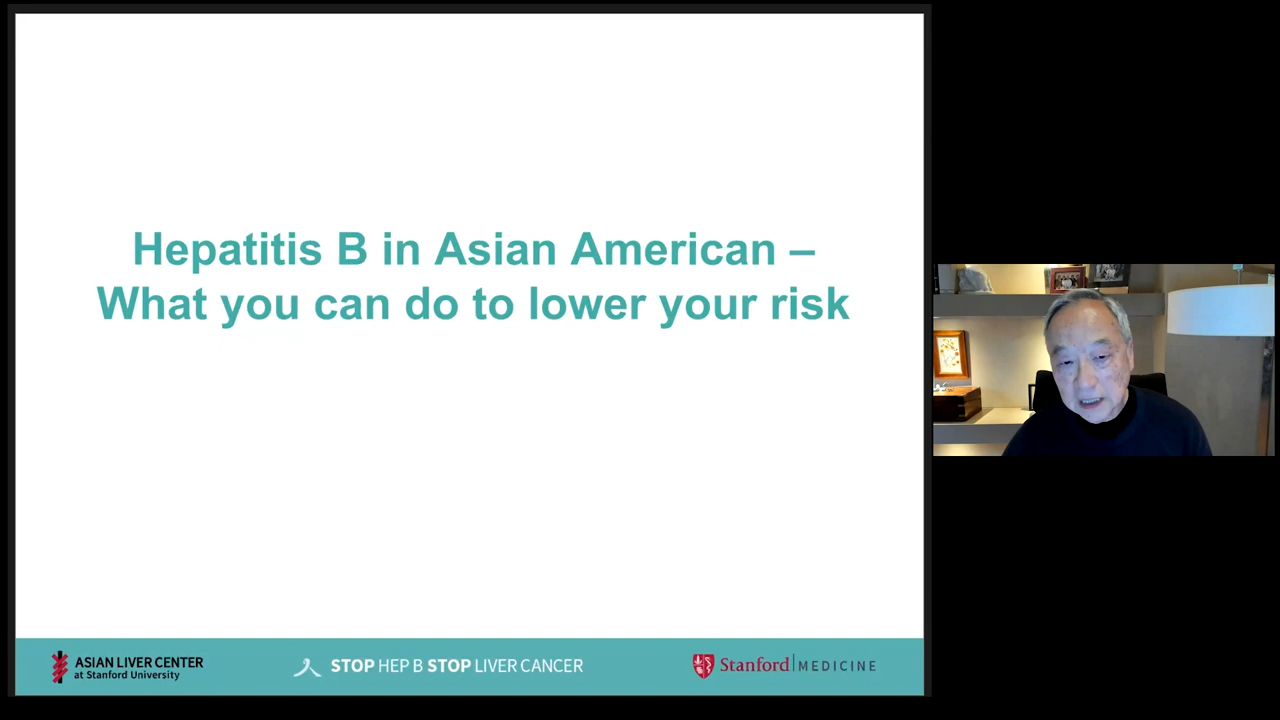 Hepatitis B in Asian American –
What you can do to lower your risk
ASIAN LIVER CENTER
at Stanford University
STOP HEP B STOP LIVER CANCER
Stanford MEDICINE